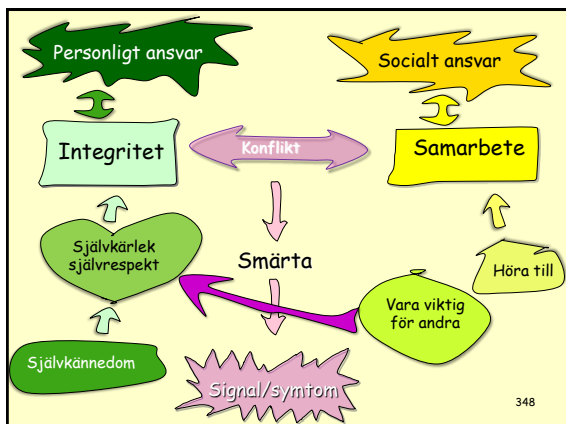 Personligt ansvar
Socialt ansvar
Integritet
Konflikt
Samarbete
Självkärlek
självrespekt
Smärta
Höra till
Vara viktig
för andra
Självkännedom
Signal/symtom
348